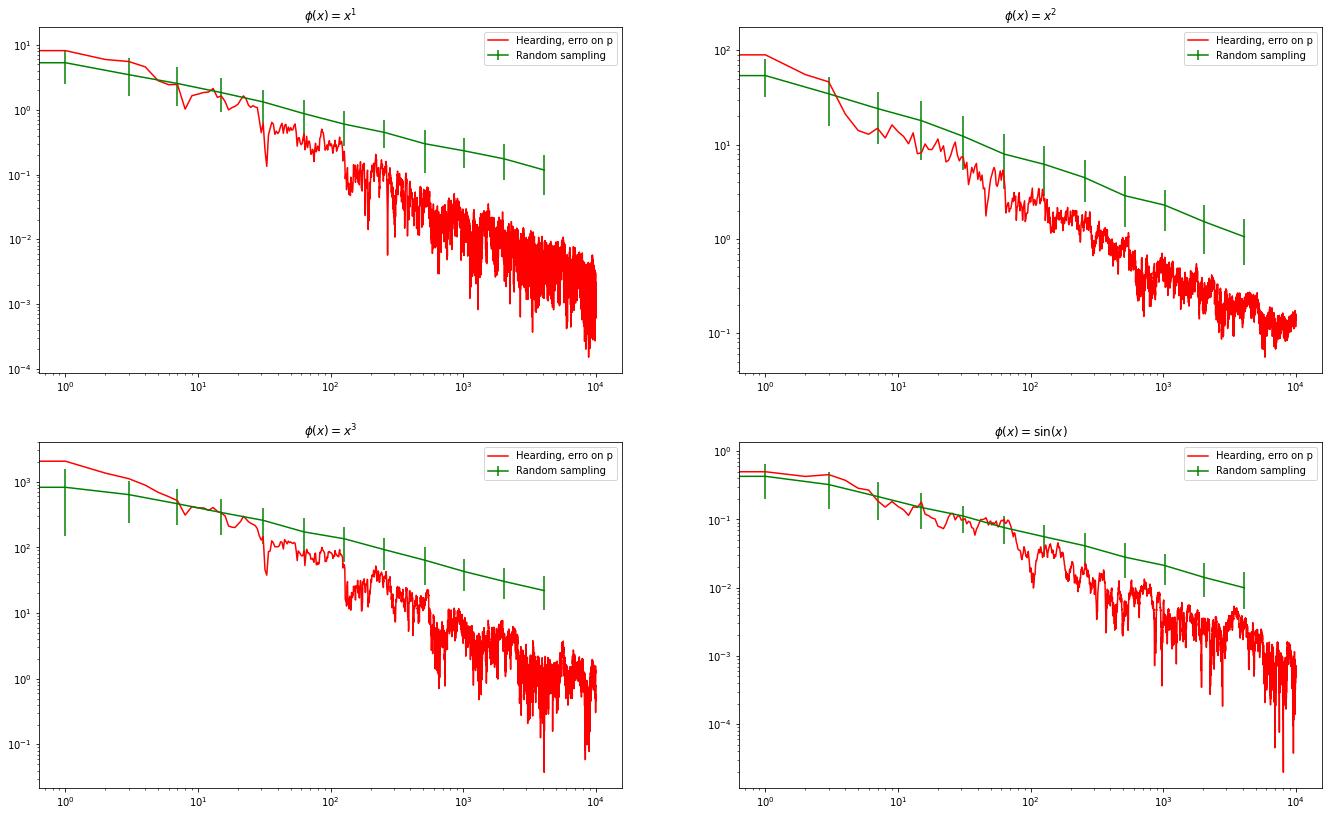 ϕ(x) = x¹
Hearding, erro on p
Random sampling
10¹
10⁰
10⁻¹
10⁻²
10⁻³
10⁻⁴
10⁰ 10¹ 10² 10³ 10⁴
ϕ(x) = x²
Hearding, erro on p
Random sampling
10²
10¹
10⁰
10⁻¹
10⁰ 10¹ 10² 10³ 10⁴
ϕ(x) = x³
Hearding, erro on p
Random sampling
10³
10²
10¹
10⁰
10⁻¹
10⁰ 10¹ 10² 10³ 10⁴
ϕ(x) = sin(x)
Hearding, erro on p
Random sampling
10⁰
10⁻¹
10⁻²
10⁻³
10⁻⁴
10⁰ 10¹ 10² 10³ 10⁴